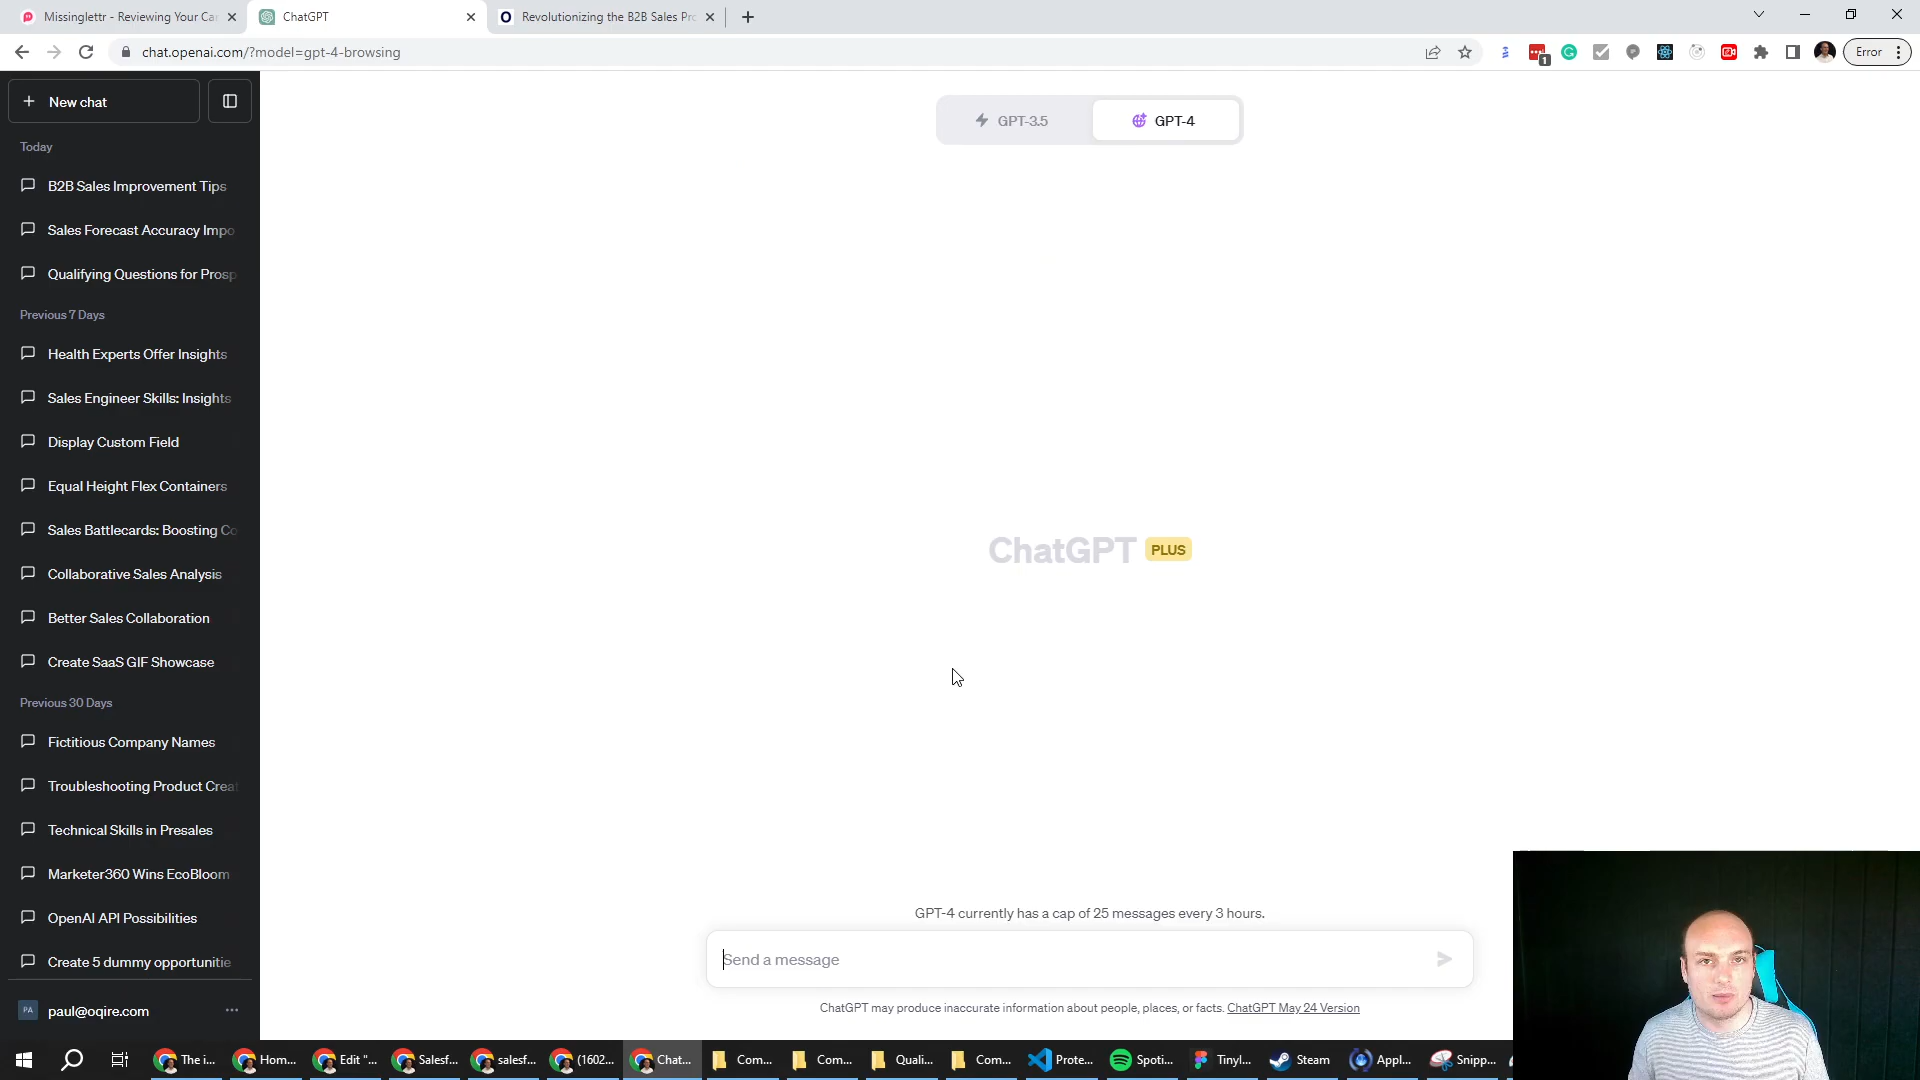 Missinglettr - Reviewing Your Ca
ChatGPT
Revolutionizing the B2B Sales Pr
chat.openai.com/?model=gpt-4-browsing
1
Error
New chat
GPT-3.5
GPT-4
Today
B2B Sales Improvement Tips
Sales Forecast Accuracy Impo
Qualifying Questions for Prosp
Previous 7 Days
Health Experts Offer Insights
Sales Engineer Skills: Insights
Display Custom Field
Equal Height Flex Containers
Sales Battlecards: Boosting Co
Collaborative Sales Analysis
Better Sales Collaboration
Create SaaS GIF Showcase
Previous 30 Days
Fictitious Company Names
Troubleshooting Product Creat
Technical Skills in Presales
Marketer360 Wins EcoBloom
OpenAI API Possibilities
Create 5 dummy opportunitie
PA
paul@oqire.com
ChatGPT PLUS
GPT-4 currently has a cap of 25 messages every 3 hours.
Send a message
ChatGPT may produce inaccurate information about people, places, or facts. ChatGPT May 24 Version
The i...
Hom...
Edit "...
Salesf...
salesf...
(1602...
Chat...
Com...
Com...
Quali...
Com...
Prote...
Spoti...
Tinyl...
Steam
Appl...
Snipp...